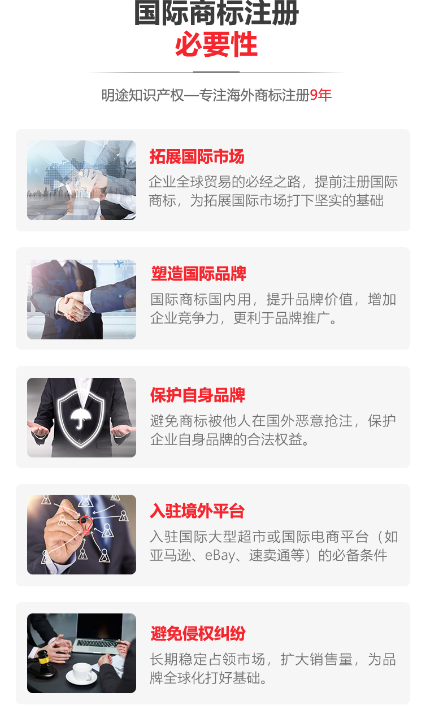 国际商标注册
必要性
明途知识产权—专注海外商标注册9年
拓展国际市场
企业全球贸易的必经之路，提前注册国际
商标，为拓展国际市场打下坚实的基础
塑造国际品牌
国际商标国内用，提升品牌价值，增加
企业竞争力，更利于品牌推广。
保护自身品牌
避免商标被他人在国外恶意抢注，保护
企业自身品牌的合法权益。
入驻境外平台
入驻国际大型超市或国际电商平台（如
亚马逊、eBay、速卖通等）的必备条件
避免侵权纠纷
长期稳定占领市场，扩大销售量，为品
牌全球化打好基础。